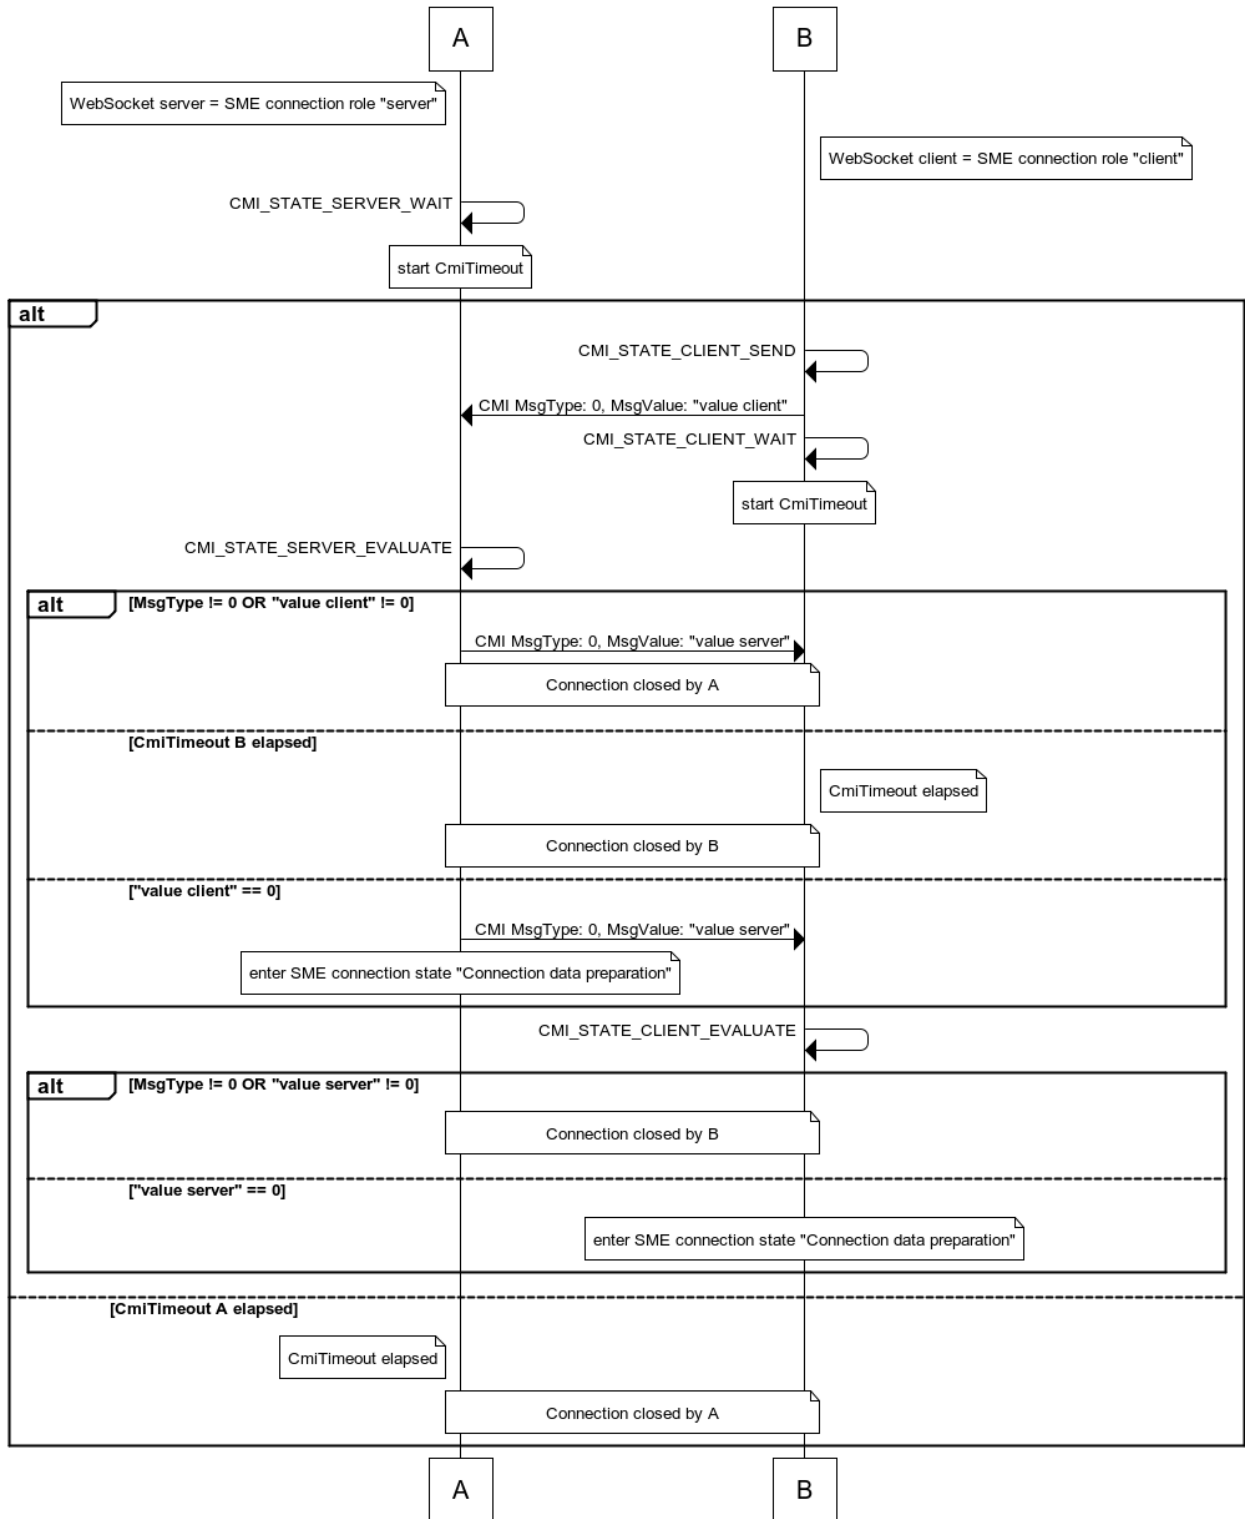 A B
WebSocket server = SME connection role "server"
WebSocket client = SME connection role "client"
CMI_STATE_SERVER_WAIT
start CmiTimeout
alt
CMI_STATE_CLIENT_SEND
CMI MsgType: 0, MsgValue: "value client"
CMI_STATE_CLIENT_WAIT
start CmiTimeout
CMI_STATE_SERVER_EVALUATE
alt [MsgType != 0 OR "value client" != 0]
CMI MsgType: 0, MsgValue: "value server"
Connection closed by A
[CmiTimeout B elapsed]
CmiTimeout elapsed
Connection closed by B
["value client" == 0]
CMI MsgType: 0, MsgValue: "value server"
enter SME connection state "Connection data preparation"
CMI_STATE_CLIENT_EVALUATE
alt [MsgType != 0 OR "value server" != 0]
Connection closed by B
["value server" == 0]
enter SME connection state "Connection data preparation"
[CmiTimeout A elapsed]
CmiTimeout elapsed
Connection closed by A
A B